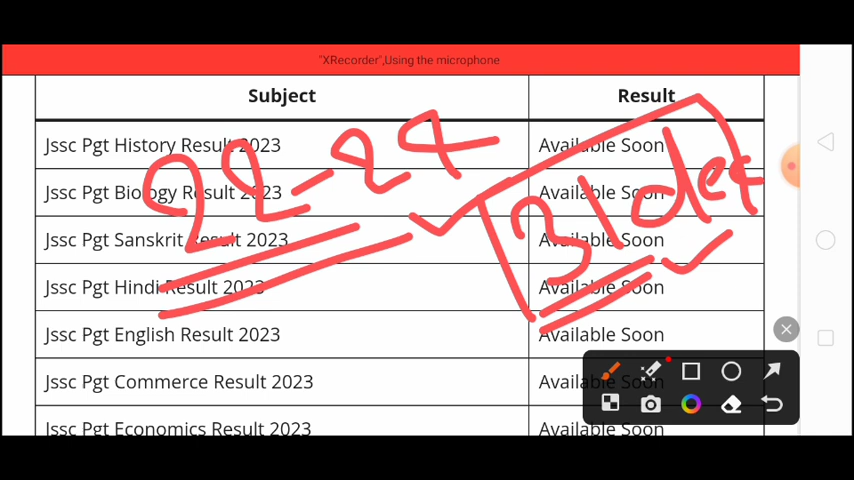 "XRecorder",Using the microphone
Subject Result
Jssc Pgt History Result 2023 Available Soon
Jssc Pgt Biology Result 2023 Available Soon
Jssc Pgt Sanskrit Result 2023 Available Soon
Jssc Pgt Hindi Result 2023 Available Soon
Jssc Pgt English Result 2023 Available Soon
Jssc Pgt Commerce Result 2023 Available Soon
Jssc Pgt Economics Result 2023 Available Soon
22-24
31